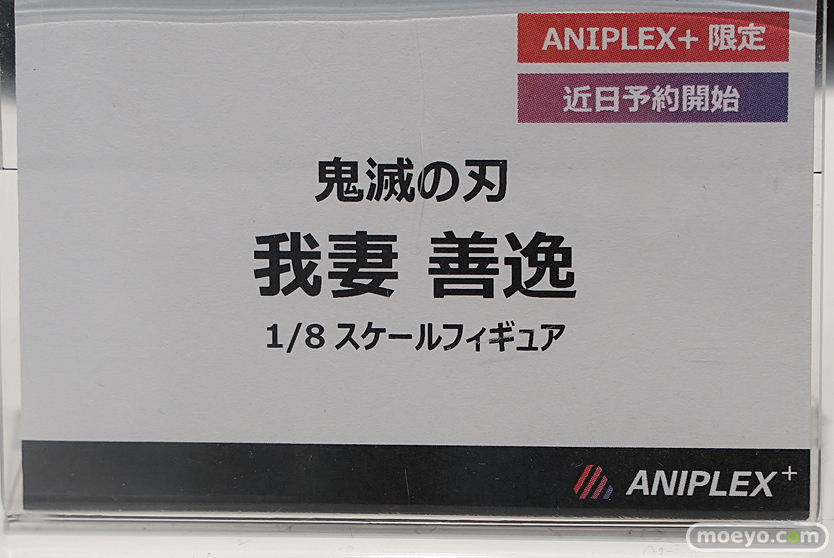 ANIPLEX+ 限定
近日予約開始
鬼滅の刃
我妻 善逸
1/8 スケールフィギュア
ANIPLEX+
moeyo.com